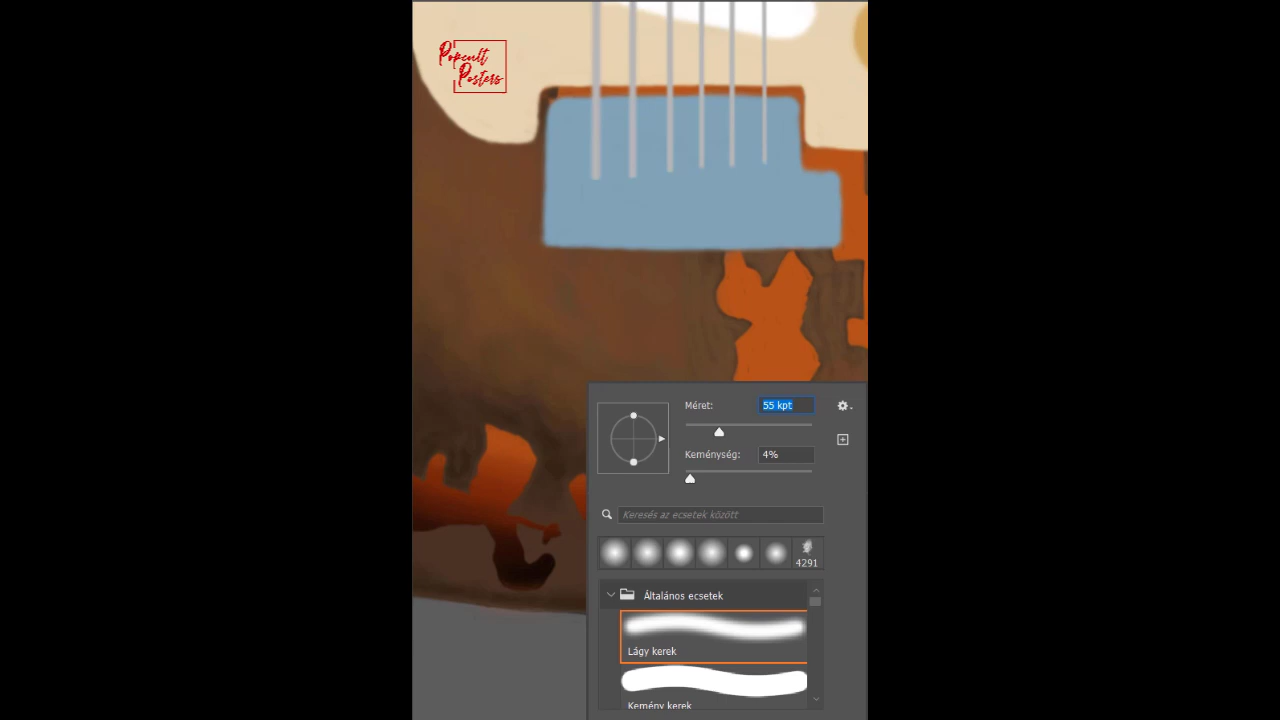 Popcult
Posters
Méret:
55 kpt
Keménység:
4%
Keresés az ecsetek között
4291
Általános ecsetek
Lágy kerek
Kemény kerek